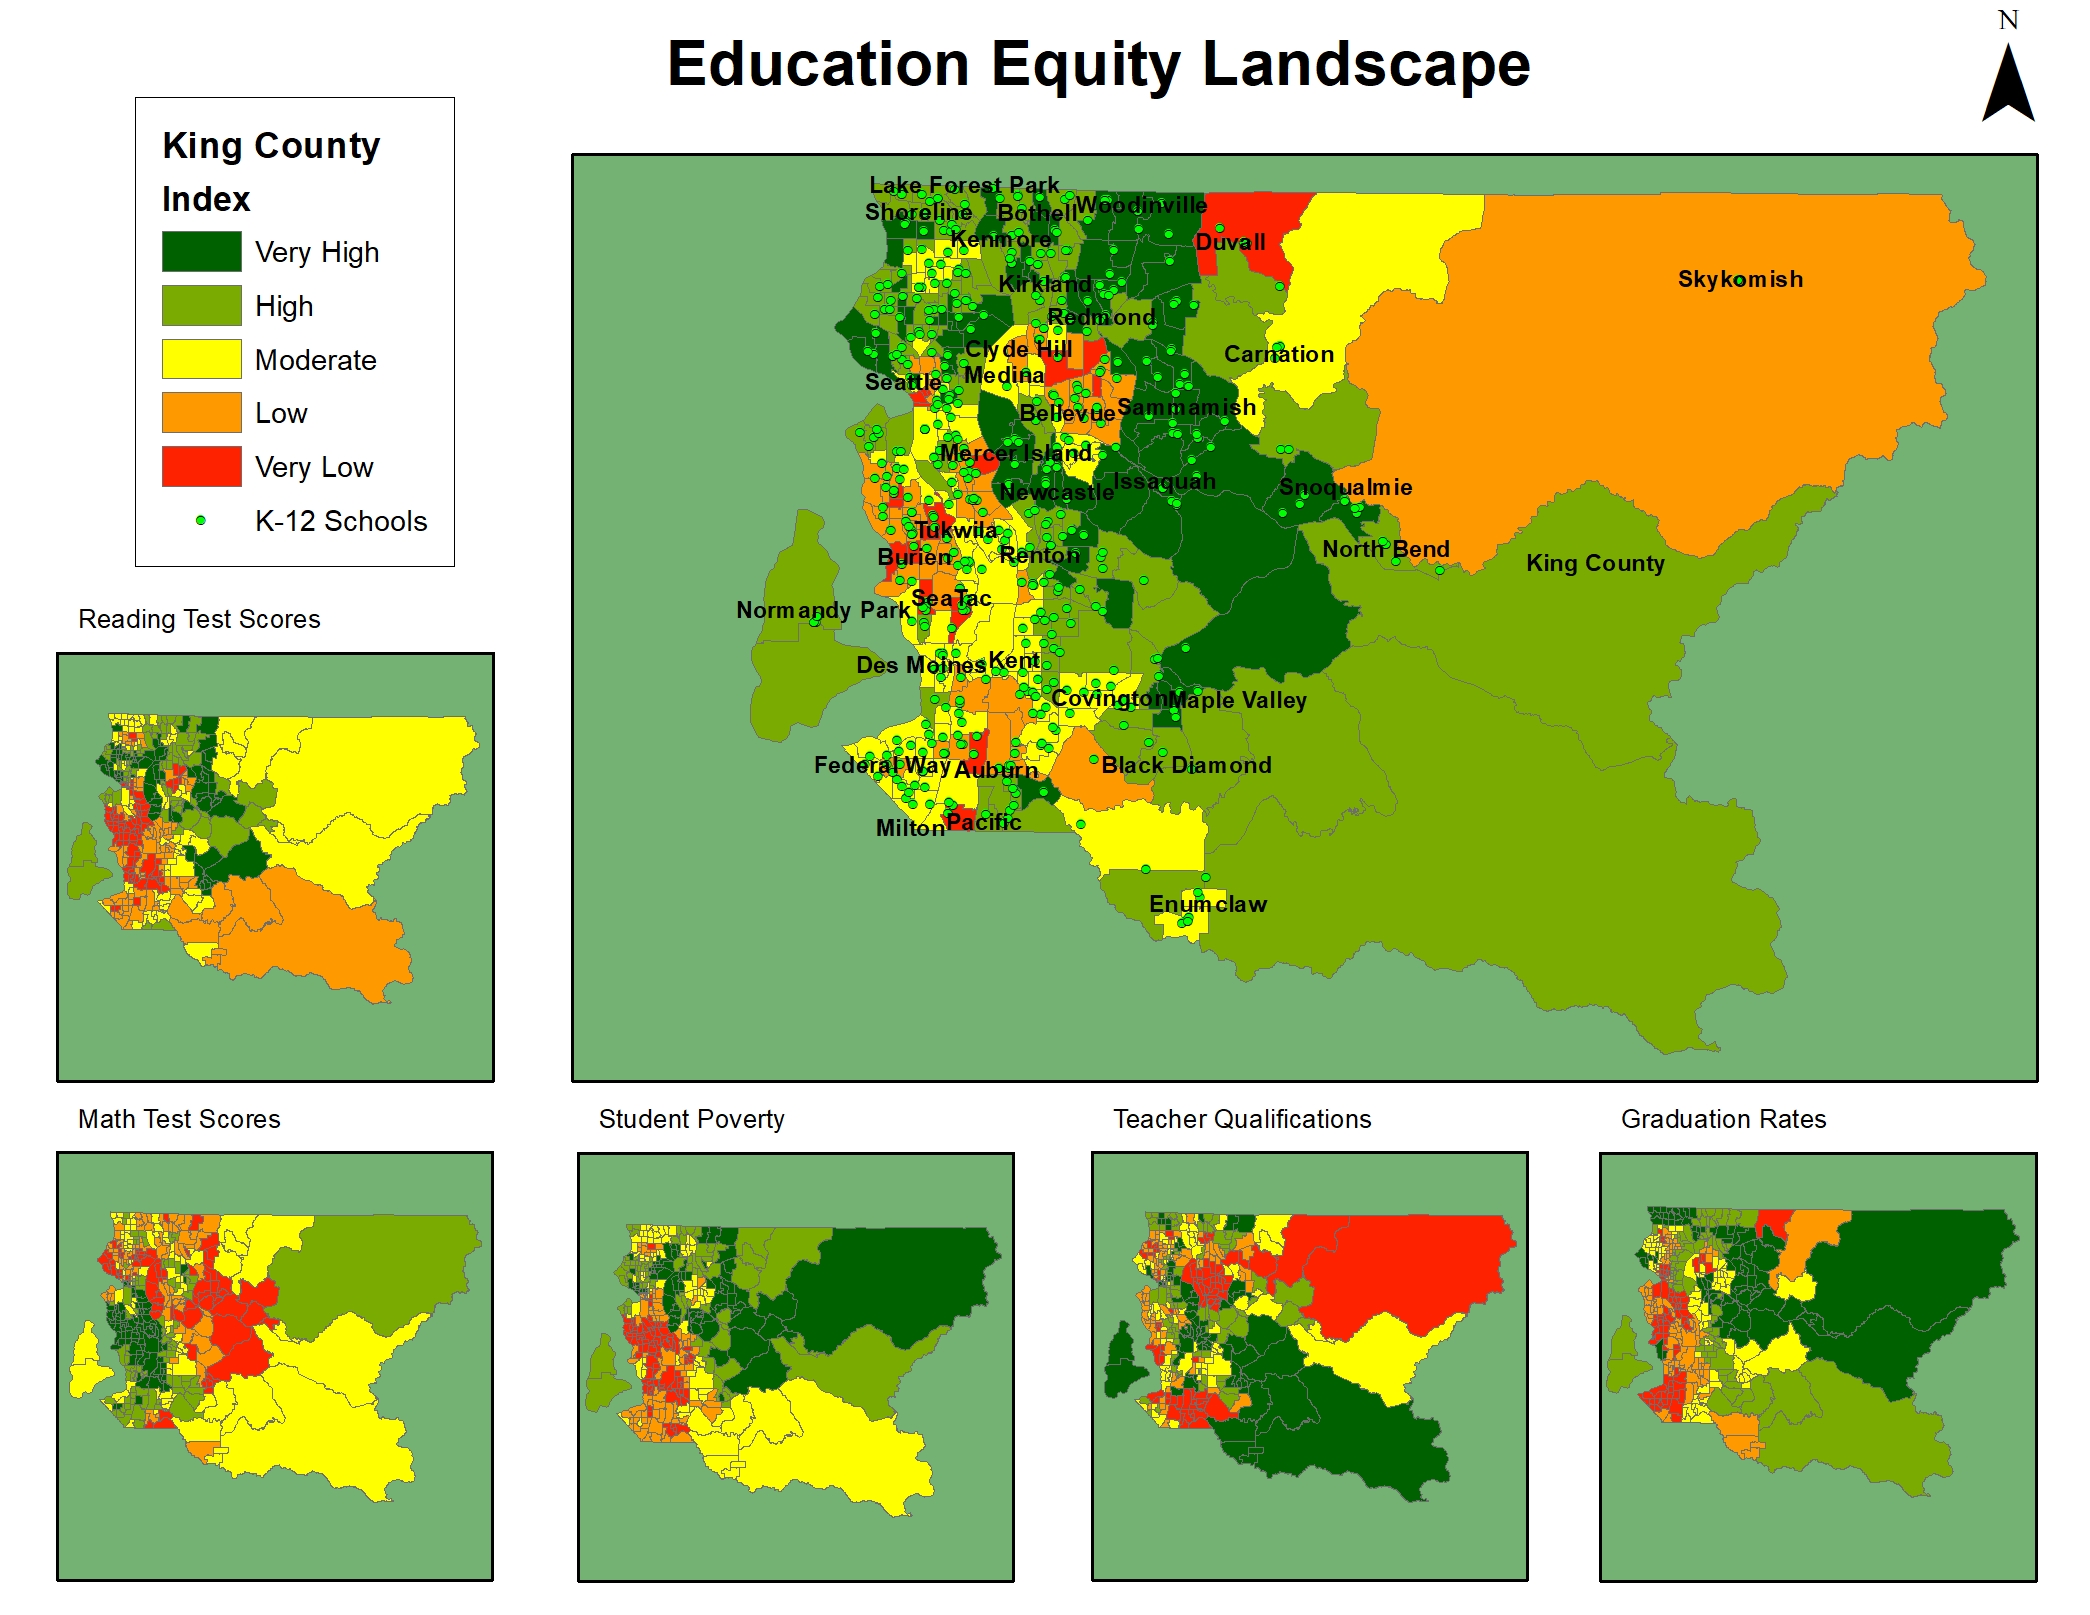 N
Education Equity Landscape
King County
Index
Very High
High
Moderate
Low
Very Low
K-12 Schools
Lake Forest Park
Shoreline
Bothell
Woodinville
Kenmore
Duvall
Skykomish
Kirkland
Redmond
Clyde Hill
Carnation
Medina
Seattle
Bellevue
Sammamish
Mercer Island
Issaquah
Snoqualmie
Newcastle
Tukwila
Burien
Renton
North Bend
King County
SeaTac
Normandy Park
Des Moines
Kent
Covington
Maple Valley
Federal Way
Auburn
Black Diamond
Milton
Pacific
Enumclaw
Reading Test Scores
Math Test Scores
Student Poverty
Teacher Qualifications
Graduation Rates